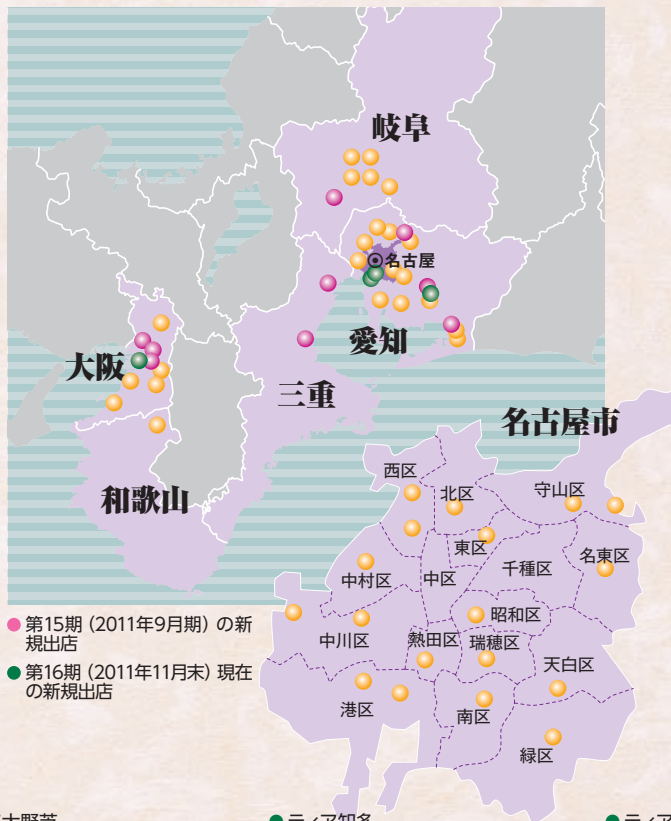 岐阜
名古屋
愛知
大阪
三重
和歌山
名古屋市
西区
北区
守山区
東区
名東区
千種区
中村区
中区
昭和区
中川区
熱田区
瑞穂区
天白区
港区
南区
緑区
第15期 (2011年9月期) の新
規出店
第16期 (2011年11月末) 現在
の新規出店